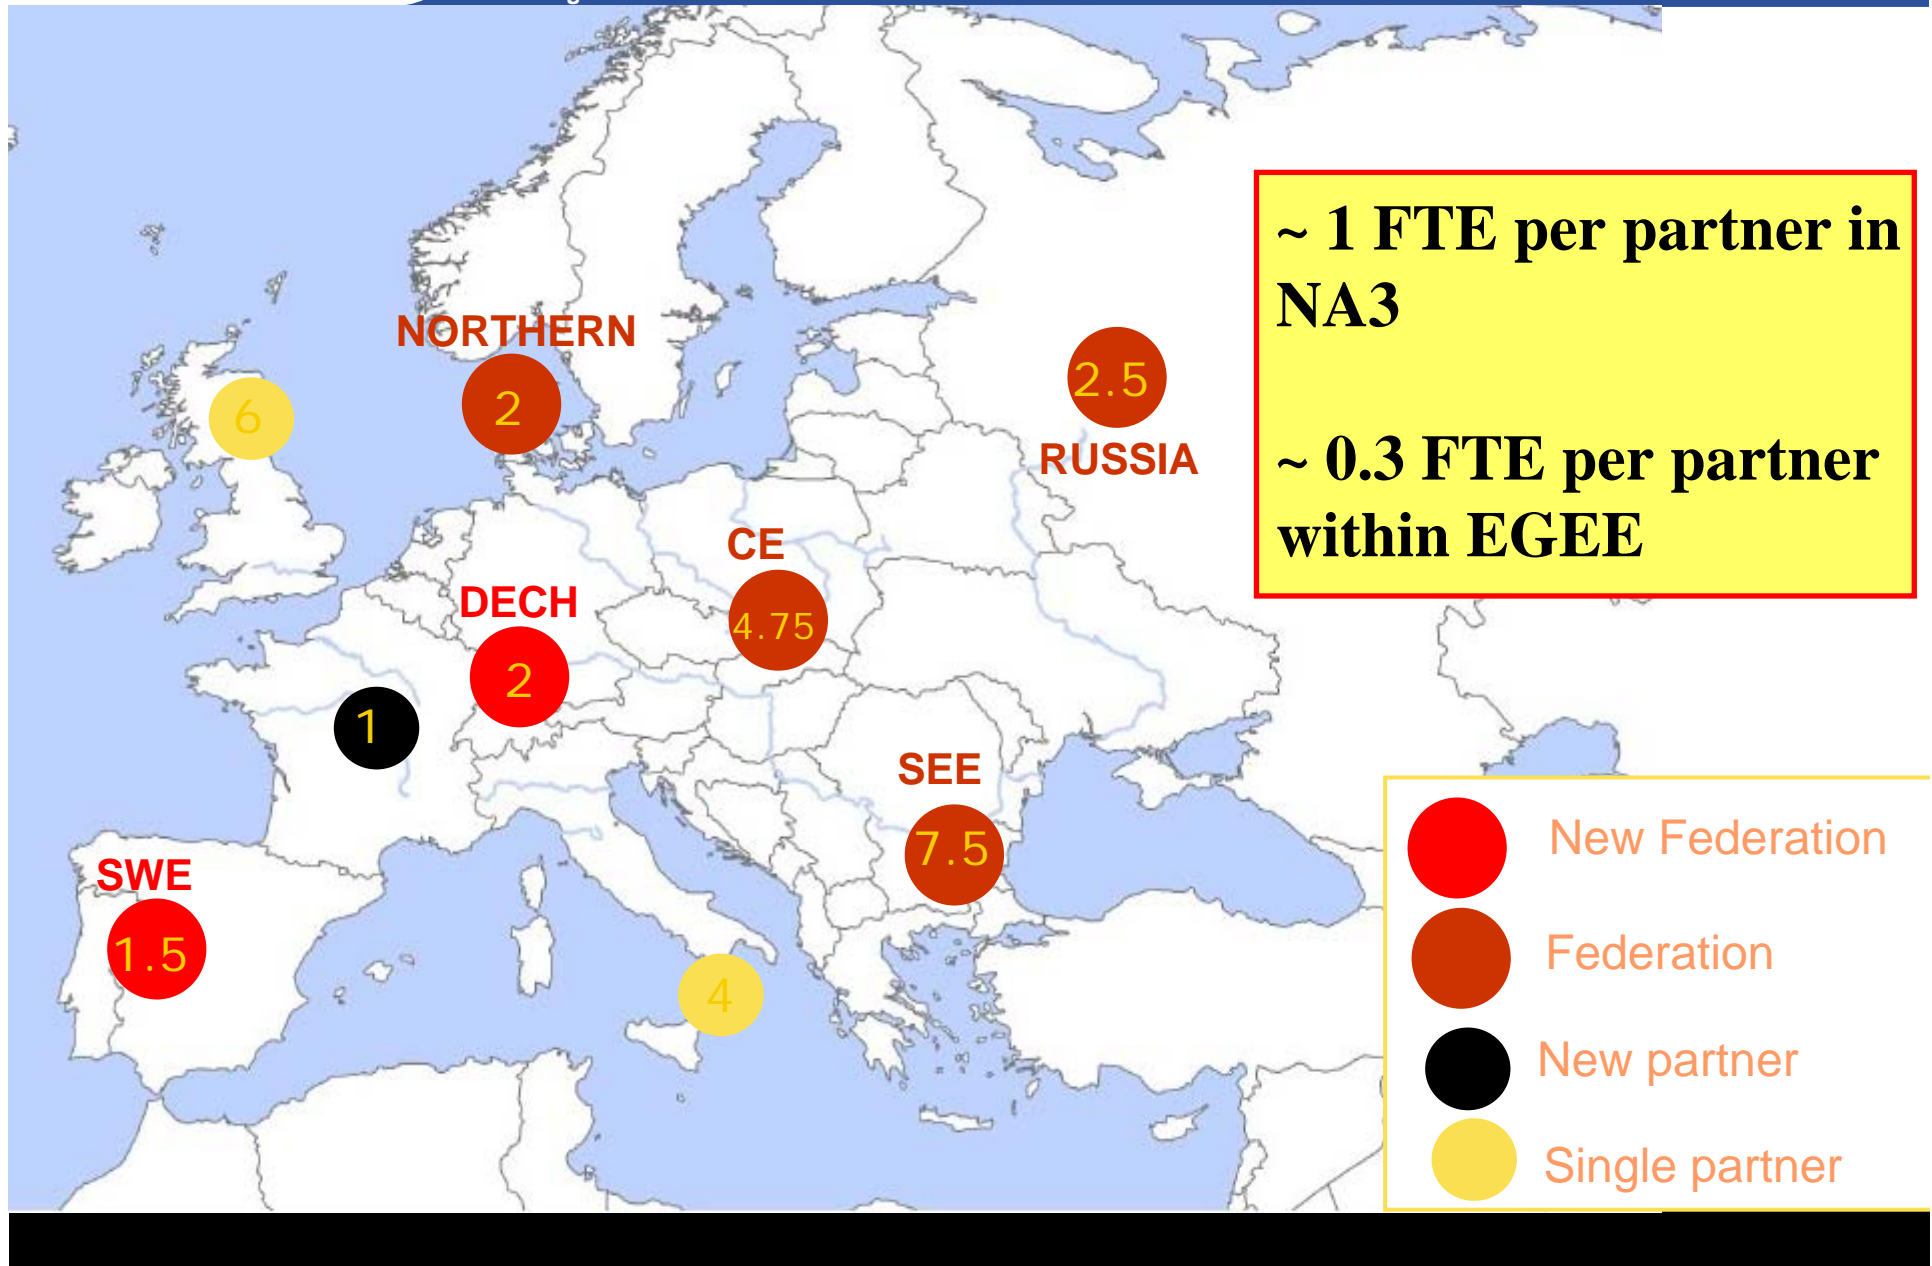 ~ 1 FTE per partner in
NA3
~ 0.3 FTE per partner
within EGEE
NORTHERN
2
6
2.5
RUSSIA
CE
4.75
DECH
2
1
SEE
7.5
SWE
1.5
4
New Federation
Federation
New partner
Single partner